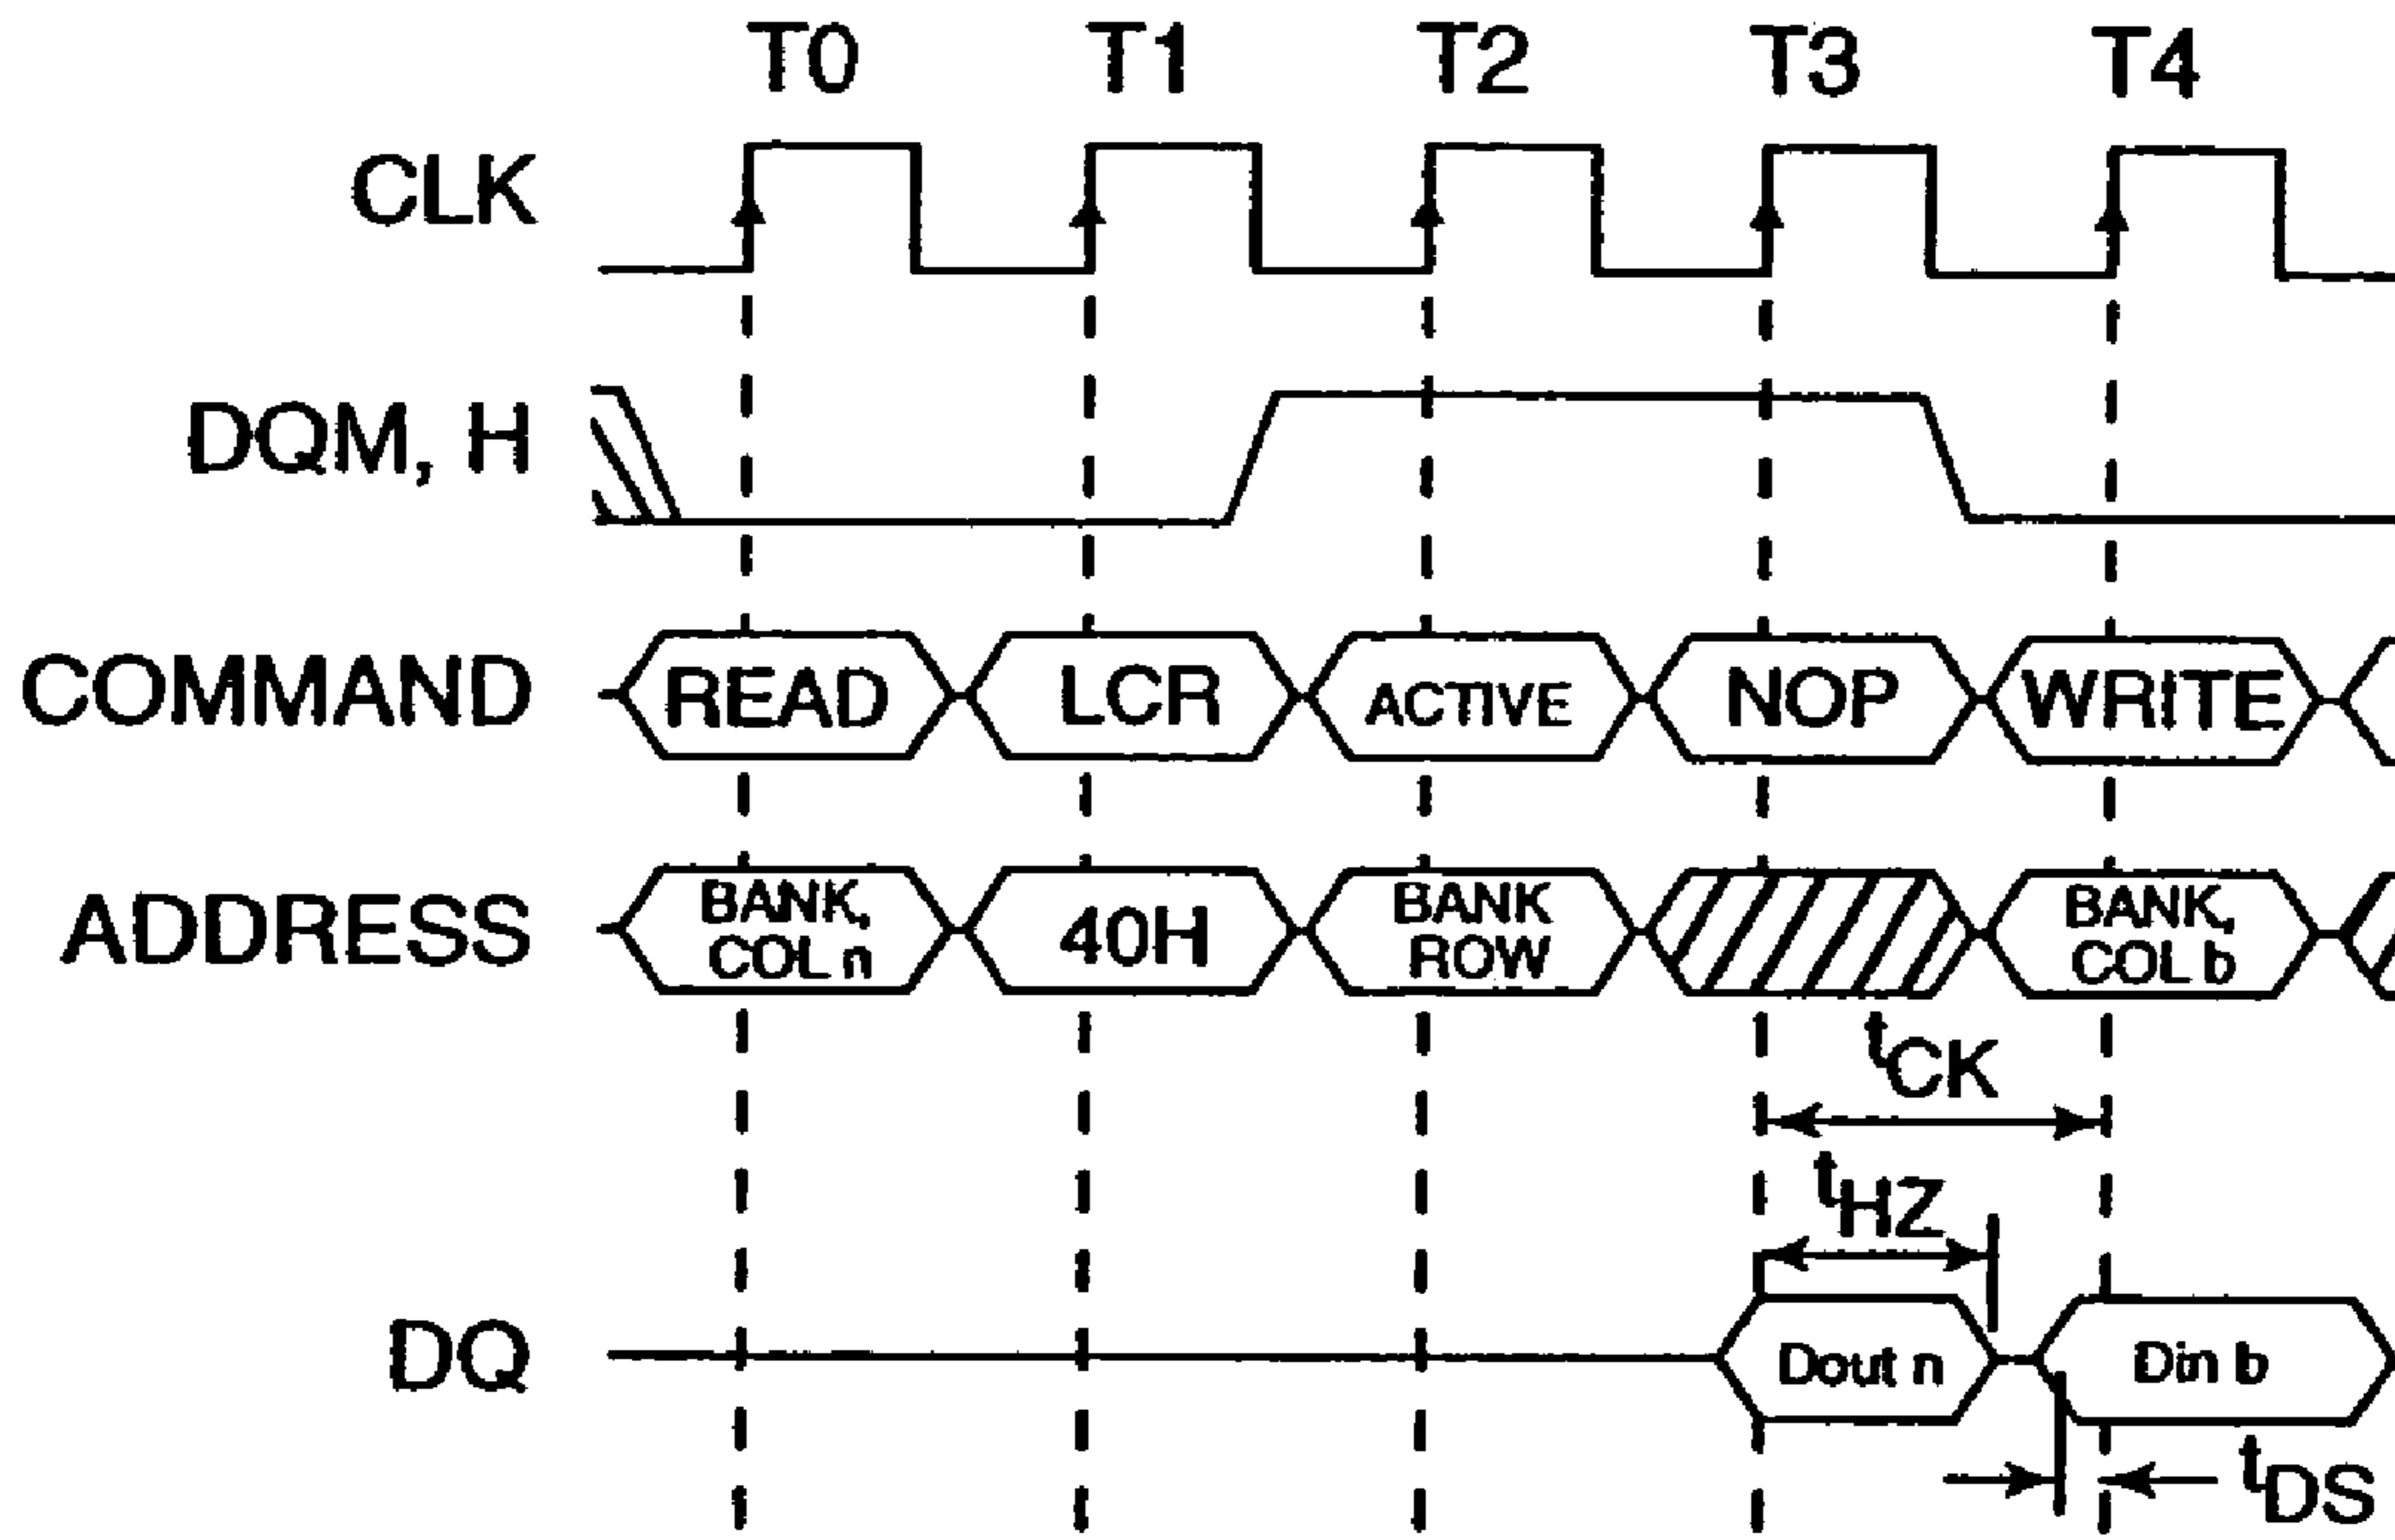 T0 T1 T2 T3 T4
CLK
DQM, H
COMMAND READ LCR ACTIVE NOP WRITE
ADDRESS BANK, COL n 40H BANK ROW BANK, COL b
tCK
tHZ
DQ Dout n Din b
tDS